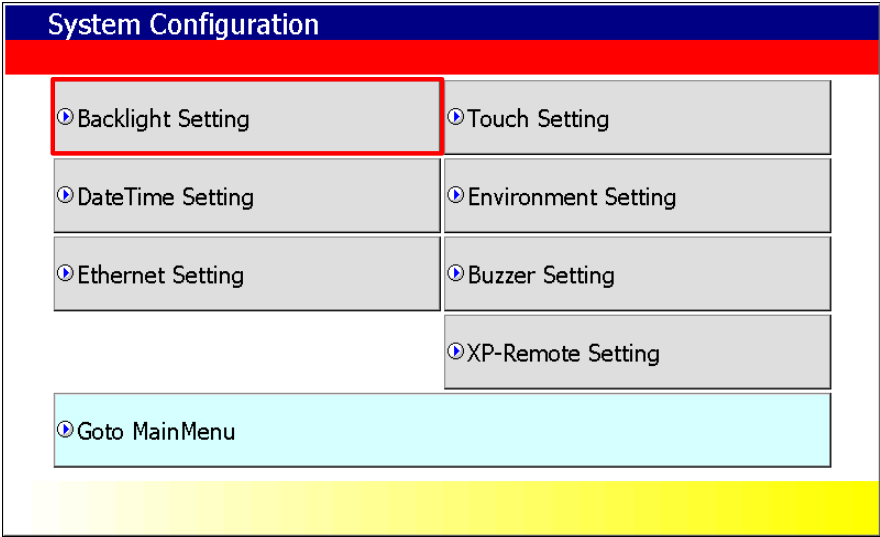 System Configuration
Backlight Setting
Touch Setting
DateTime Setting
Environment Setting
Ethernet Setting
Buzzer Setting
XP-Remote Setting
Goto MainMenu